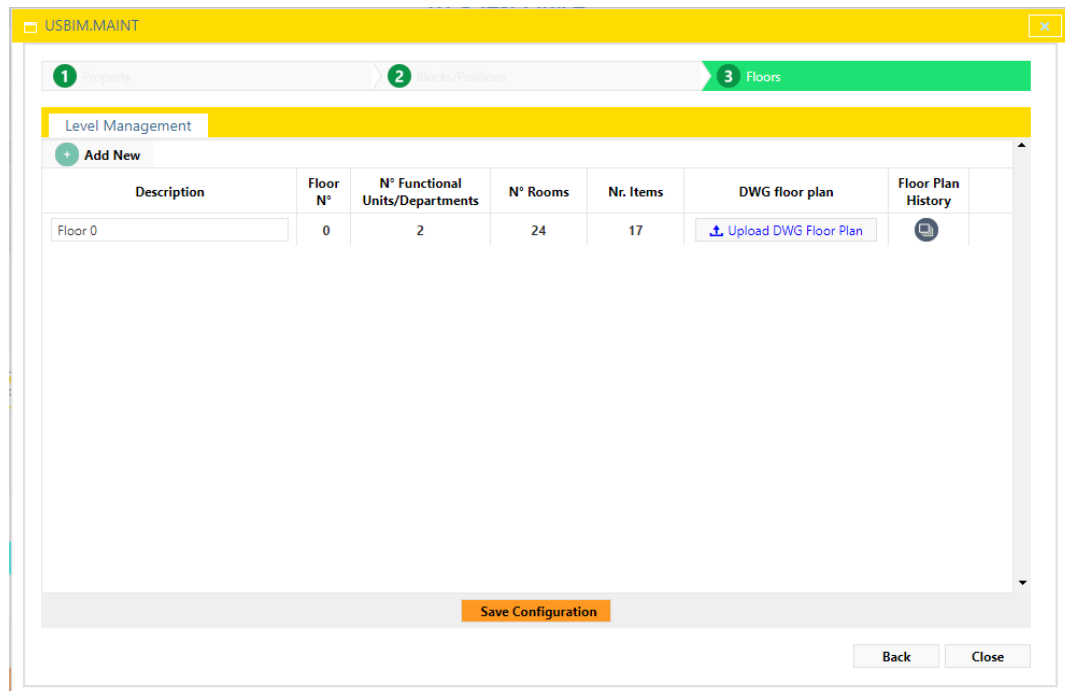 USBIM.MAINT
1 Property
2 Blocks/Pavilions
3 Floors
Level Management
+ Add New
Description
Floor
N°
N° Functional
Units/Departments
N° Rooms
Nr. Items
DWG floor plan
Floor Plan
History
Floor 0
0
2
24
17
Upload DWG Floor Plan
Save Configuration
Back
Close